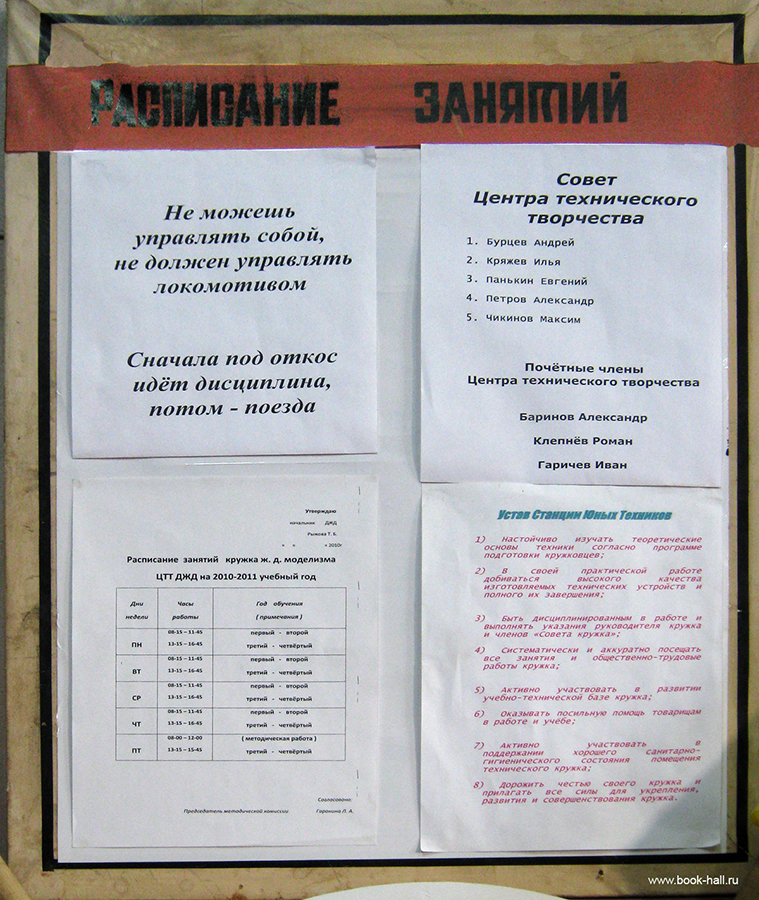 РАСПИСАНИЕ ЗАНЯТИЙ
Не можешь
управлять собой,
не должен управлять
локомотивом
Сначала под откос
идёт дисциплина,
потом - поезда
Совет
Центра технического
творчества
1. Бурцев Андрей
2. Кряжев Илья
3. Панькин Евгений
4. Петров Александр
5. Чикинов Максим
Почётные члены
Центра технического творчества
Баринов Александр
Клепнёв Роман
Гаричев Иван
Утверждаю
начальник ДЖД
Рыжова Т. Б.
« » « 2010г
Расписание занятий кружка ж. д. моделизма
ЦТТ ДЖД на 2010-2011 учебный год
Дни недели Часы работы Год обучения ( примечания )
ПН 08-15 – 11-45 первый - второй
13-15 – 16-45 третий - четвёртый
ВТ 08-15 – 11-45 первый - второй
13-15 – 16-45 третий - четвёртый
СР 08-15 – 11-45 первый - второй
13-15 – 16-45 третий - четвёртый
ЧТ 08-15 – 11-45 первый - второй
13-15 – 16-45 третий - четвёртый
ПТ 08-00 – 12-00 ( методическая работа )
13-15 – 15-45 третий - четвёртый
Согласовано:
Председатель методической комиссии Гаронина Л. А.
Устав Станции Юных Техников
1) Настойчиво изучать теоретические
основы техники согласно программе
подготовки кружковцев;
2) В своей практической работе
добиваться высокого качества
изготовляемых технических устройств и
полного их завершения;
3) Быть дисциплинированным в работе и
выполнять указания руководителя кружка
и членов «Совета кружка»;
4) Систематически и аккуратно посещать
все занятия и общественно-трудовые
работы кружка;
5) Активно участвовать в развитии
учебно-технической базе кружка;
6) Оказывать посильную помощь товарищам
в работе и учёбе;
7) Активно участвовать в
поддержании хорошего санитарно-
гигиенического состояния помещения
технического кружка;
8) Дорожить честью своего кружка и
прилагать все силы для укрепления,
развития и совершенствования кружка.
www.book-hall.ru